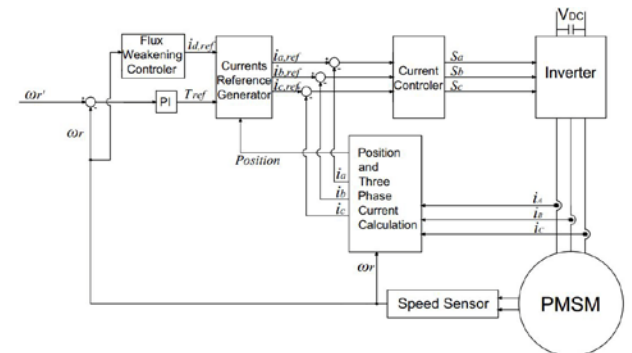 VDC
Flux
Weakening
Controler
id,ref
Currents
Reference
Generator
ia,ref
ib,ref
ic,ref
Current
Controler
Sa
Sb
Sc
Inverter
ωr'
PI
Tref
ωr
Position
Position
and
Three
Phase
Current
Calculation
ia
ib
ic
iA
iB
iC
ωr
Speed Sensor
PMSM